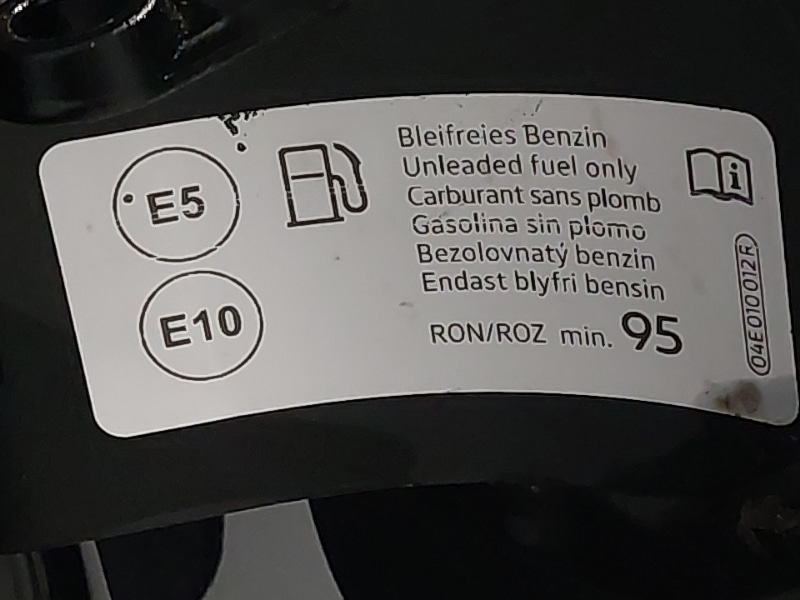 E5
E10
Bleifreies Benzin
Unleaded fuel only
Carburant sans plomb
Gasolina sin plomo
Bezolovnatý benzin
Endast blyfri bensin
RON/ROZ min. 95
i
04E010012R